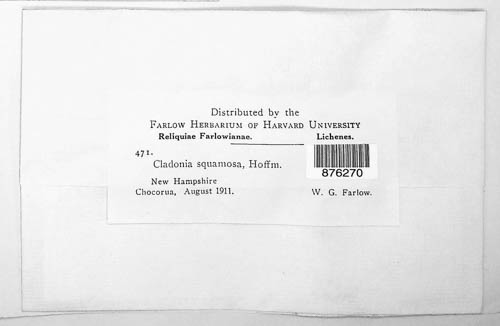 Distributed by the
FARLOW HERBARIUM OF HARVARD UNIVERSITY
Reliquiae Farlowianae. Lichenes.
471.
Cladonia squamosa, Hoffm.
876270
New Hampshire
Chocorua, August 1911. W. G. Farlow.